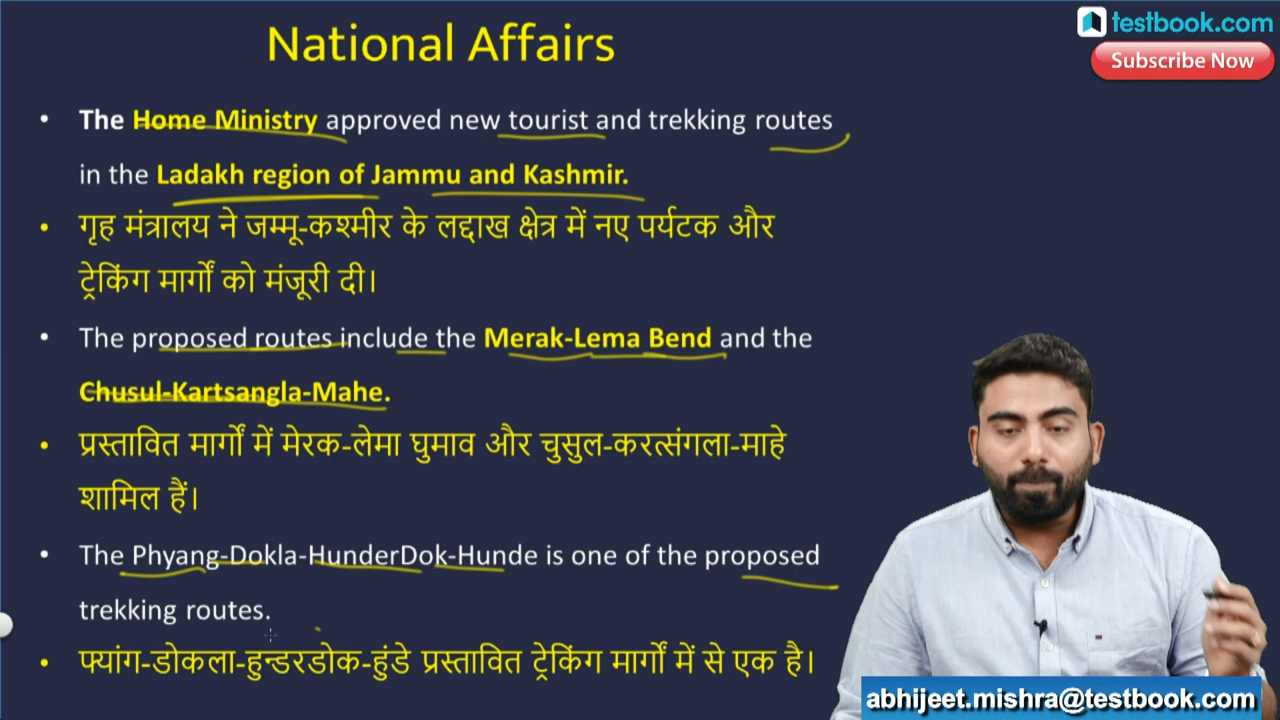 testbook.com
National Affairs
Subscribe Now
• The Home Ministry approved new tourist and trekking routes
in the Ladakh region of Jammu and Kashmir.
• गृह मंत्रालय ने जम्मू-कश्मीर के लद्दाख क्षेत्र में नए पर्यटक और
ट्रेकिंग मार्गों को मंजूरी दी।
• The proposed routes include the Merak-Lema Bend and the
Chusul-Kartsangla-Mahe.
• प्रस्तावित मार्गों में मेरक-लेमा घुमाव और चुसुल-करत्संगला-माहे
शामिल हैं।
• The Phyang-Dokla-HunderDok-Hunde is one of the proposed
trekking routes.
• फ्यांग-डोकला-हुन्डरडोक-हुंडे प्रस्तावित ट्रेकिंग मार्गों में से एक है।
abhijeet.mishra@testbook.com